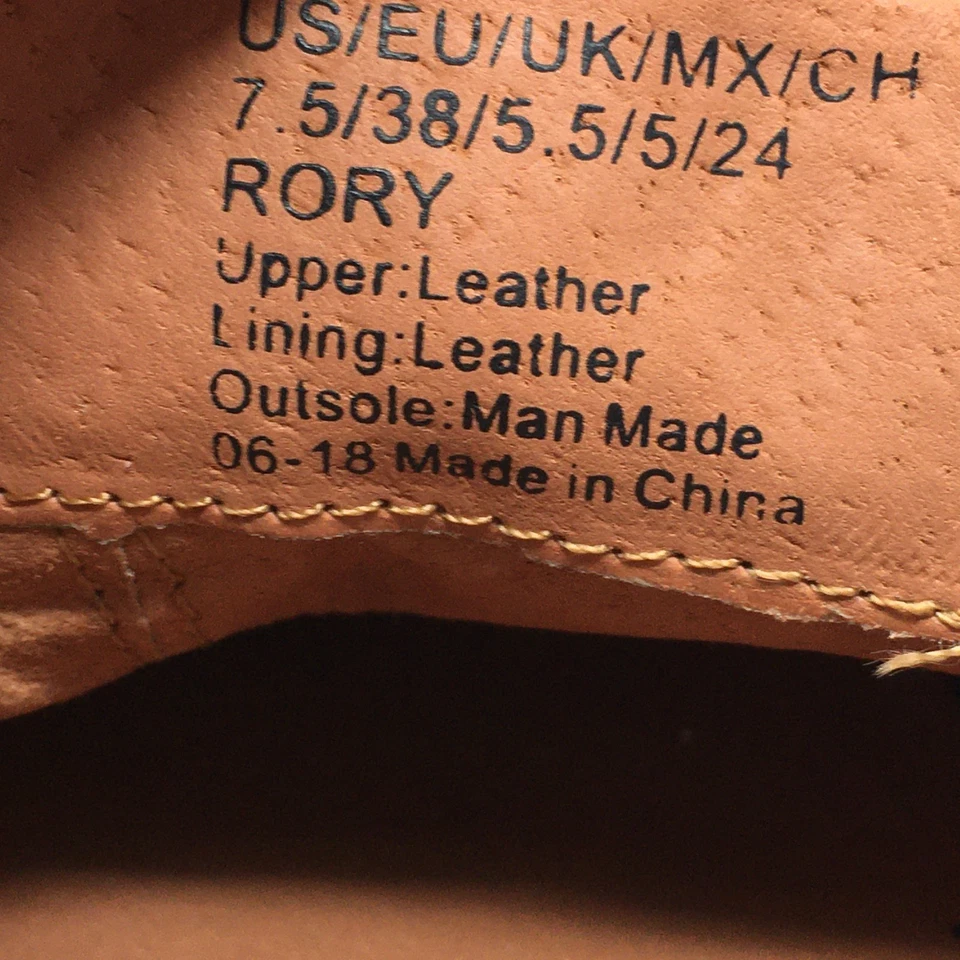 US/EU/UK/MX/CH
7.5/38/5.5/5/24
RORY
Upper:Leather
Lining:Leather
Outsole:Man Made
06-18 Made in China